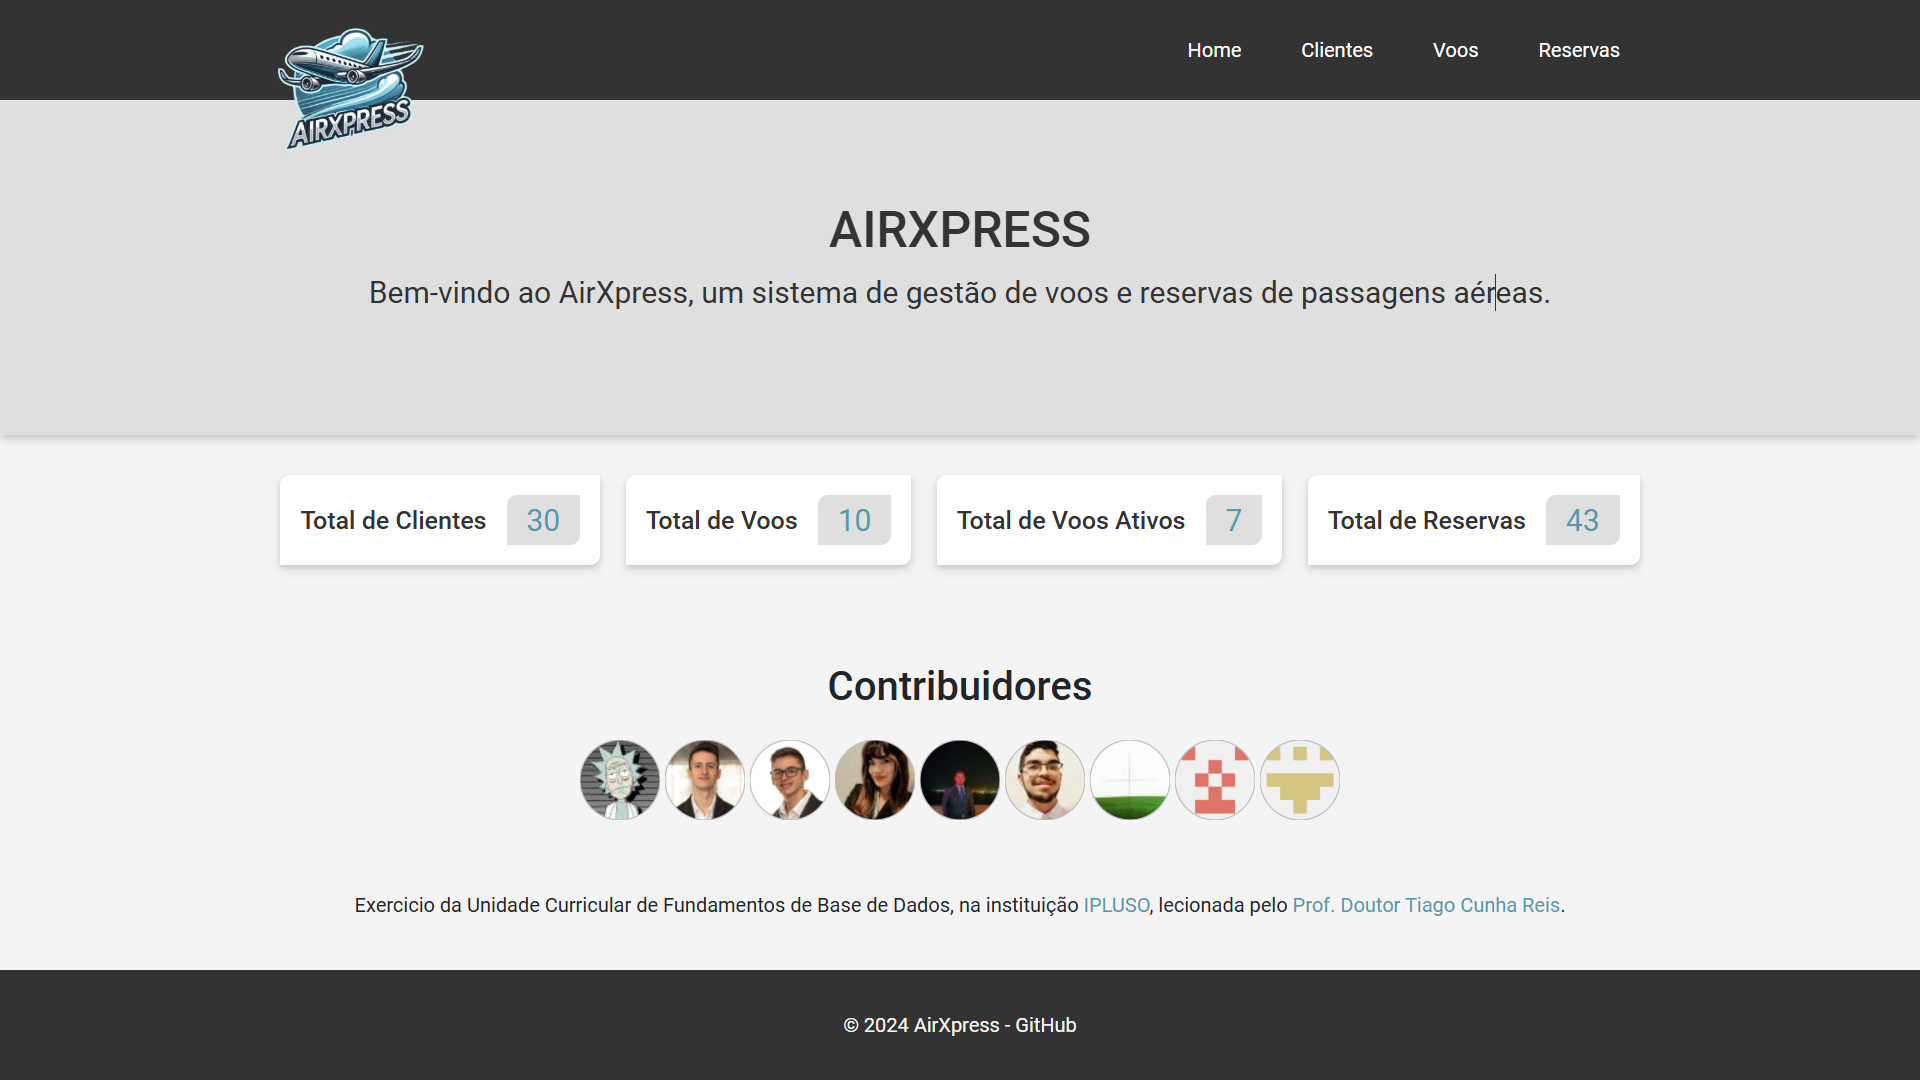 AIRXPRESS
Home
Clientes
Voos
Reservas
AIRXPRESS
Bem-vindo ao AirXpress, um sistema de gestão de voos e reservas de passagens aéreas.
Total de Clientes 30
Total de Voos 10
Total de Voos Ativos 7
Total de Reservas 43
Contribuidores
Exercicio da Unidade Curricular de Fundamentos de Base de Dados, na instituição IPLUSO, lecionada pelo Prof. Doutor Tiago Cunha Reis.
© 2024 AirXpress - GitHub